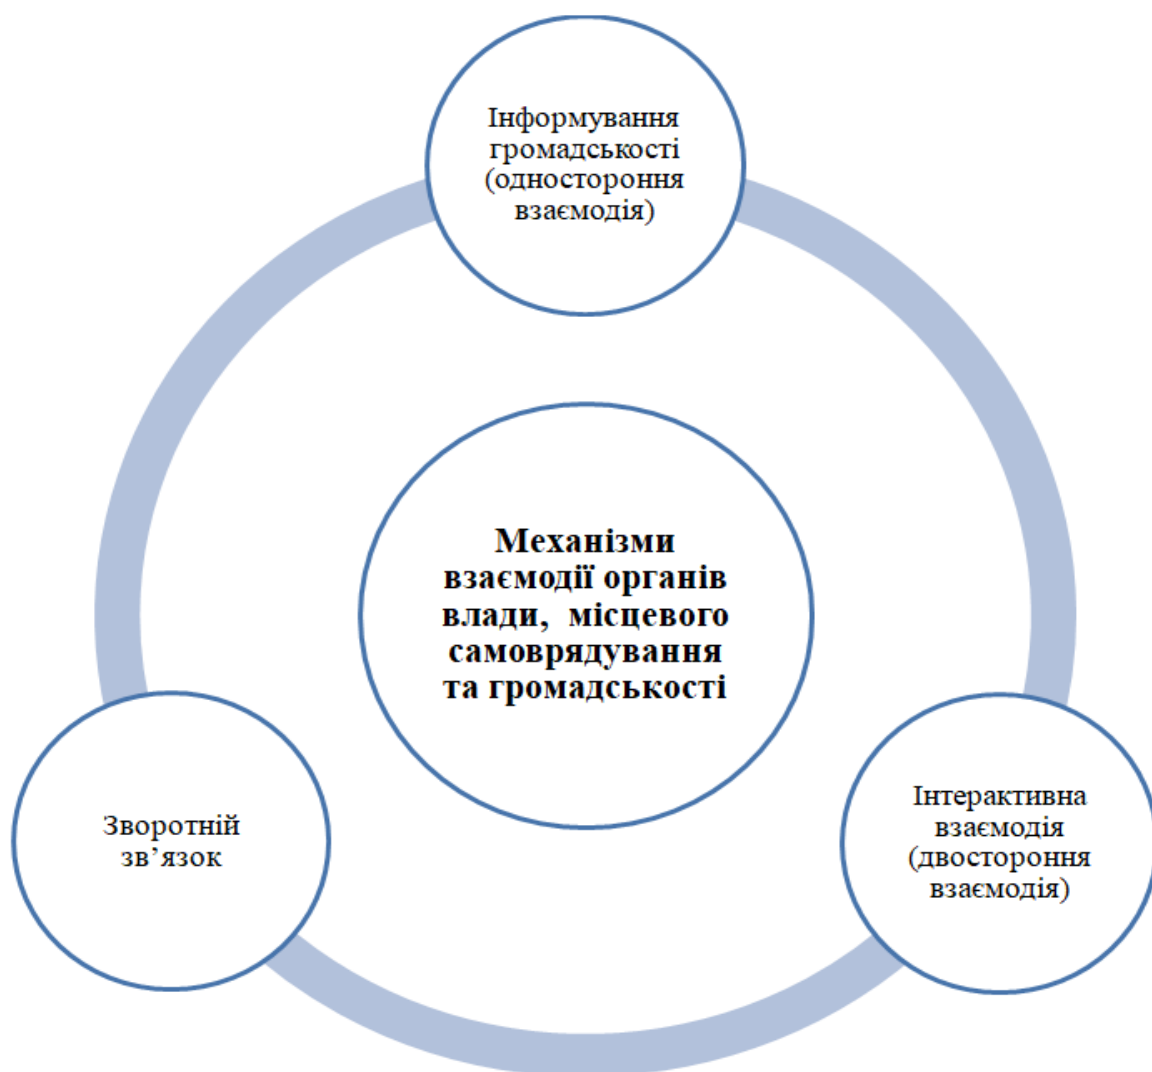 Інформування
громадськості
(одностороння
взаємодія)
Механізми
взаємодії органів
влади, місцевого
самоврядування
та громадськості
Зворотній
зв’язок
Інтерактивна
взаємодія
(двостороння
взаємодія)